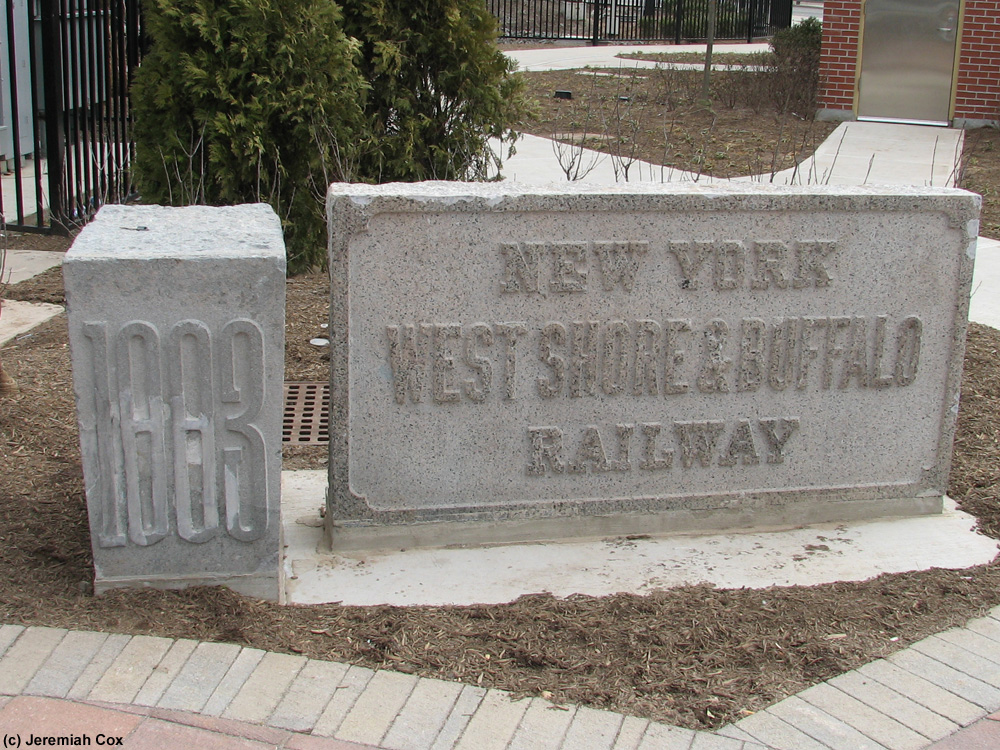 1883
NEW YORK
WEST SHORE & BUFFALO
RAILWAY
(c) Jeremiah Cox